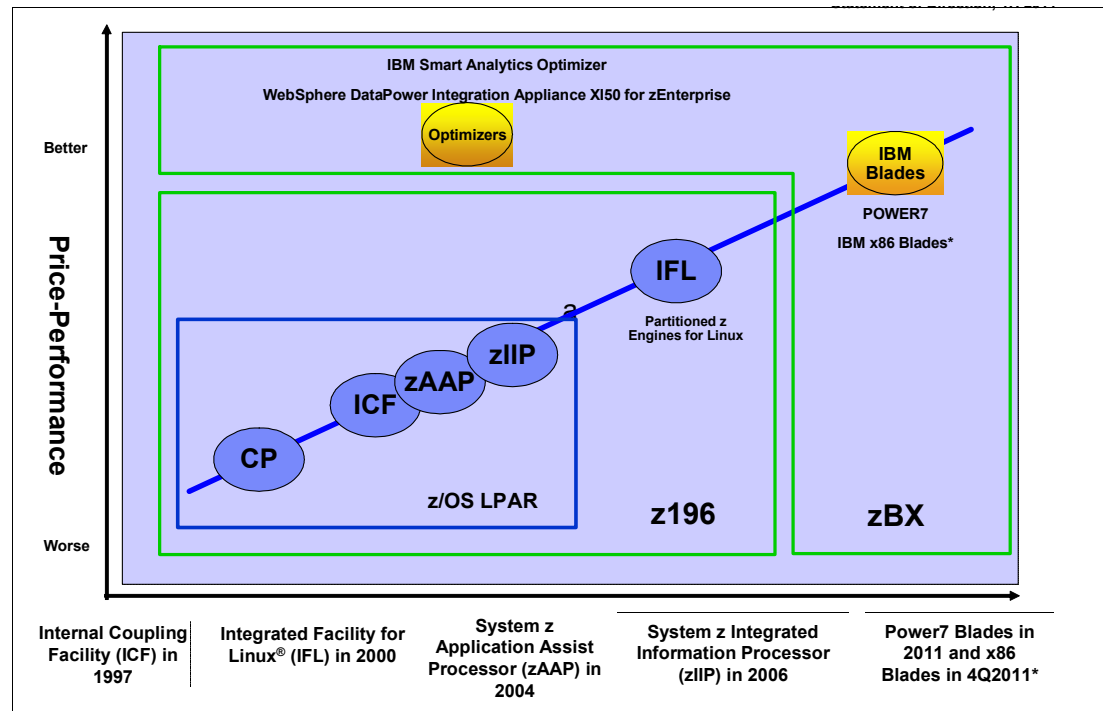 IBM Smart Analytics Optimizer
WebSphere DataPower Integration Appliance XI50 for zEnterprise
Optimizers
Better
IBM
Blades
POWER7
IBM x86 Blades*
Price-Performance
IFL
Partitioned z
Engines for Linux
a
zIIP
zAAP
ICF
CP
z/OS LPAR
z196
zBX
Worse
Internal Coupling
Facility (ICF) in
1997
Integrated Facility for
Linux® (IFL) in 2000
System z
Application Assist
Processor (zAAP) in
2004
System z Integrated
Information Processor
(zIIP) in 2006
Power7 Blades in
2011 and x86
Blades in 4Q2011*